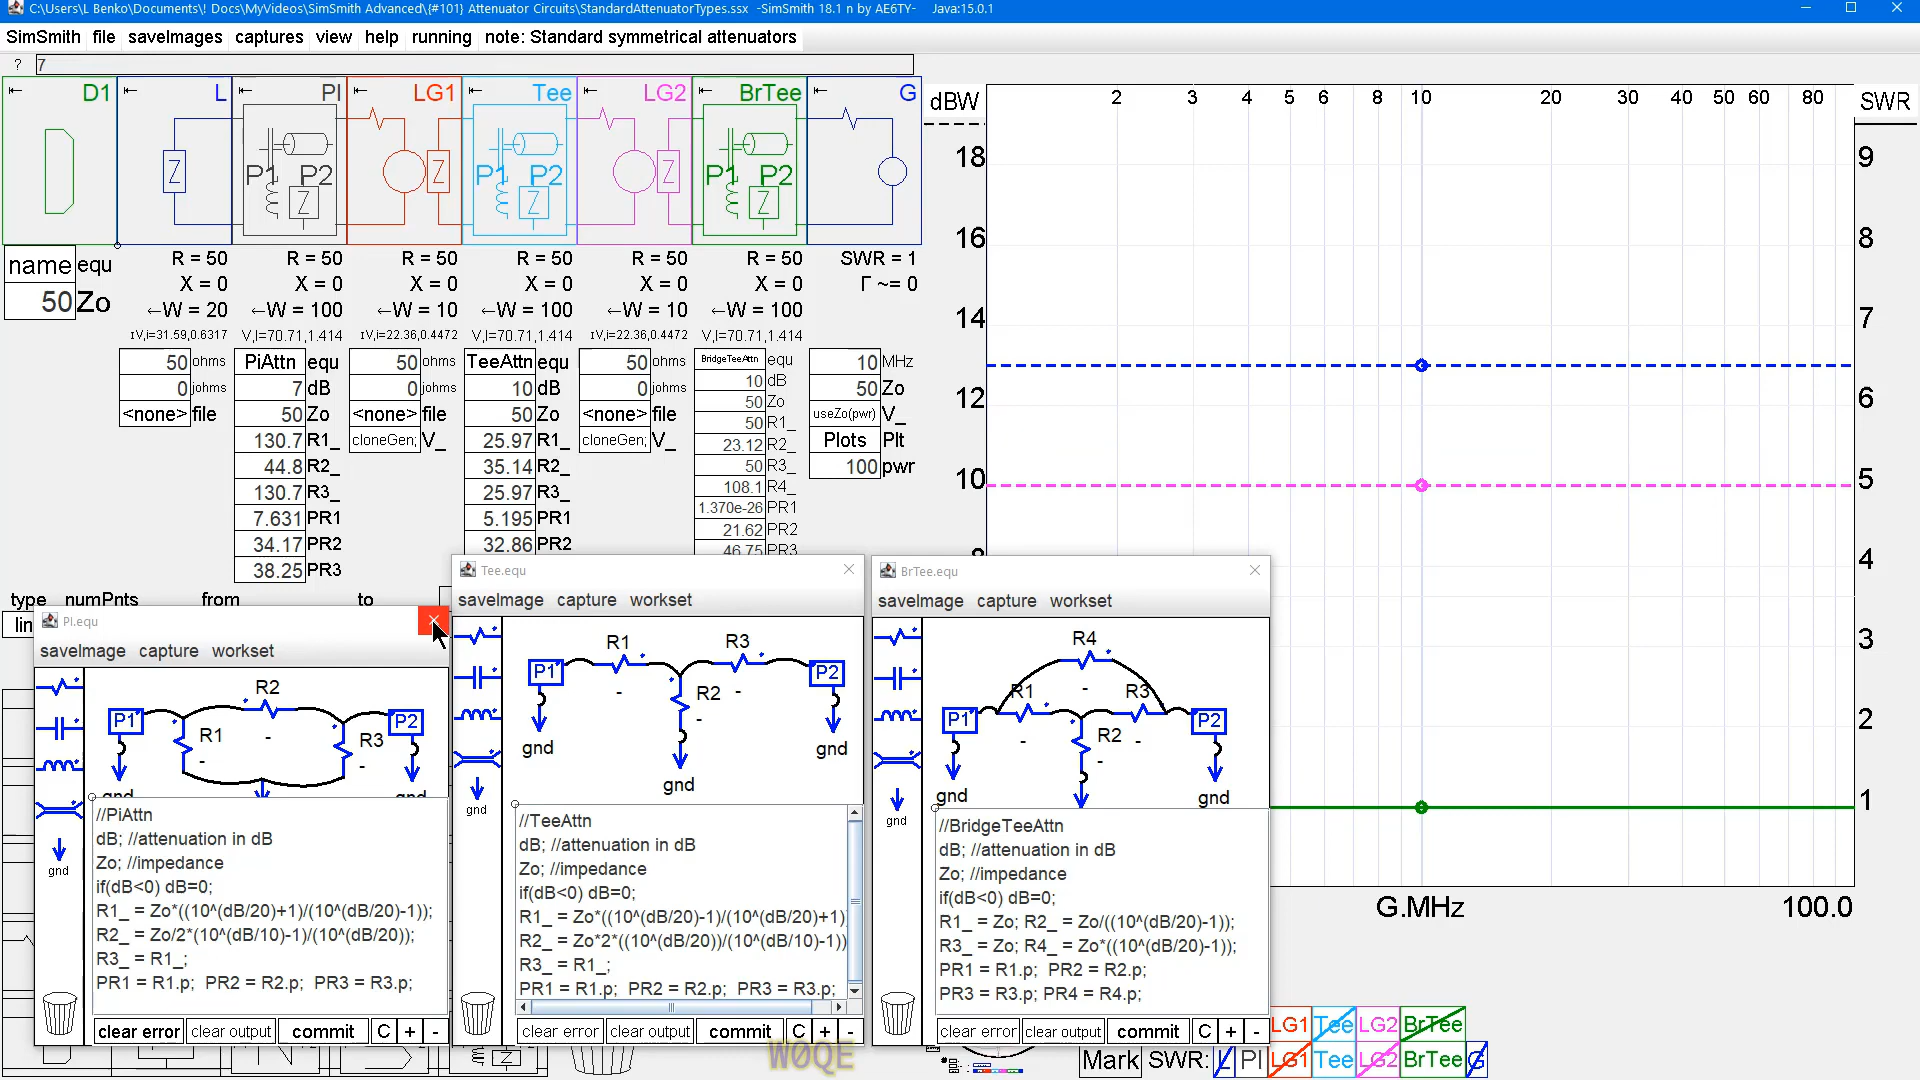 C:\Users\L Benko\Documents\! Docs\MyVideos\SimSmith Advanced\{#101} Attenuator Circuits\StandardAttenuatorTypes.ssx -SimSmith 18.1 n by AE6TY- Java:15.0.1
SimSmith file saveImages captures view help running note: Standard symmetrical attenuators
? 7
D1 L PI LG1 Tee LG2 BrTee G
Z P1 P2 Z Z P1 P2 Z Z P1 P2 Z
name equ
50 Zo
R = 50 R = 50 R = 50 R = 50 R = 50 R = 50 SWR = 1
X = 0 X = 0 X = 0 X = 0 X = 0 X = 0 Γ ~= 0
←W = 20 ←W = 100 ←W = 10 ←W = 100 ←W = 10 ←W = 100
V,I=31.59,0.6317 V,I=70.71,1.414 V,I=22.36,0.4472 V,I=70.71,1.414 V,I=22.36,0.4472 V,I=70.71,1.414
50 ohms
0 johms
<none> file
PiAttn equ
7 dB
50 Zo
130.7 R1_
44.8 R2_
130.7 R3_
7.631 PR1
34.17 PR2
38.25 PR3
50 ohms
0 johms
<none> file
cloneGen; V_
TeeAttn equ
10 dB
50 Zo
25.97 R1_
35.14 R2_
25.97 R3_
5.195 PR1
32.86 PR2
50 ohms
0 johms
<none> file
cloneGen; V_
BridgeTeeAttn equ
10 dB
50 Zo
50 R1_
23.12 R2_
50 R3_
108.1 R4_
1.370e-26 PR1
21.62 PR2
46.75 PR3
10 MHz
50 Zo
useZo(pwr) V_
Plots Plt
100 pwr
dBW 2 3 4 5 6 8 10 20 30 40 50 60 80 SWR
18 9
16 8
14 7
12 6
10 5
8 4
3
2
1
G.MHz 100.0
type numPnts from to
lin
PI.equ
saveImage capture workset
R2
P1 P2
R1 R3
- - -
gnd gnd
gnd
//PiAttn
dB; //attenuation in dB
Zo; //impedance
if(dB<0) dB=0;
R1_ = Zo*((10^(dB/20)+1)/(10^(dB/20)-1));
R2_ = Zo/2*(10^(dB/10)-1)/(10^(dB/20));
R3_ = R1_;
PR1 = R1.p; PR2 = R2.p; PR3 = R3.p;
clear error clear output commit C + -
Tee.equ
saveImage capture workset
R1 R3
P1 P2
- R2 -
-
gnd gnd
gnd
gnd
//TeeAttn
dB; //attenuation in dB
Zo; //impedance
if(dB<0) dB=0;
R1_ = Zo*((10^(dB/20)-1)/(10^(dB/20)+1)
R2_ = Zo*2*((10^(dB/20))/(10^(dB/10)-1))
R3_ = R1_;
PR1 = R1.p; PR2 = R2.p; PR3 = R3.p;
clear error clear output commit C + -
BrTee.equ
saveImage capture workset
R4
-
R1 R3
P1 P2
- R2 -
-
gnd gnd
gnd
//BridgeTeeAttn
dB; //attenuation in dB
Zo; //impedance
if(dB<0) dB=0;
R1_ = Zo; R2_ = Zo/((10^(dB/20)-1));
R3_ = Zo; R4_ = Zo*((10^(dB/20)-1));
PR1 = R1.p; PR2 = R2.p;
PR3 = R3.p; PR4 = R4.p;
clear error clear output commit C + -
W0QE
LG1 Tee LG2 BrTee
Mark SWR: L PI LG1 Tee LG2 BrTee G